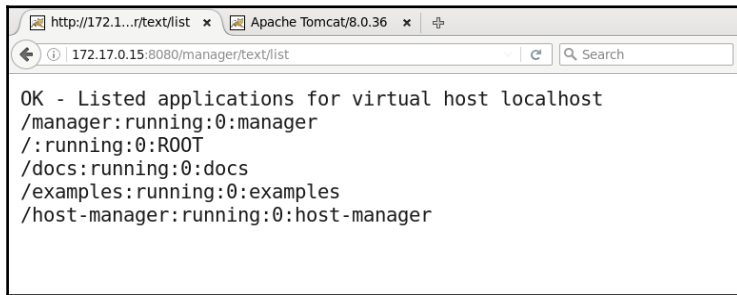 http://172.1...r/text/list × Apache Tomcat/8.0.36 ×
172.17.0.15:8080/manager/text/list Search
OK - Listed applications for virtual host localhost
/manager:running:0:manager
/:running:0:ROOT
/docs:running:0:docs
/examples:running:0:examples
/host-manager:running:0:host-manager